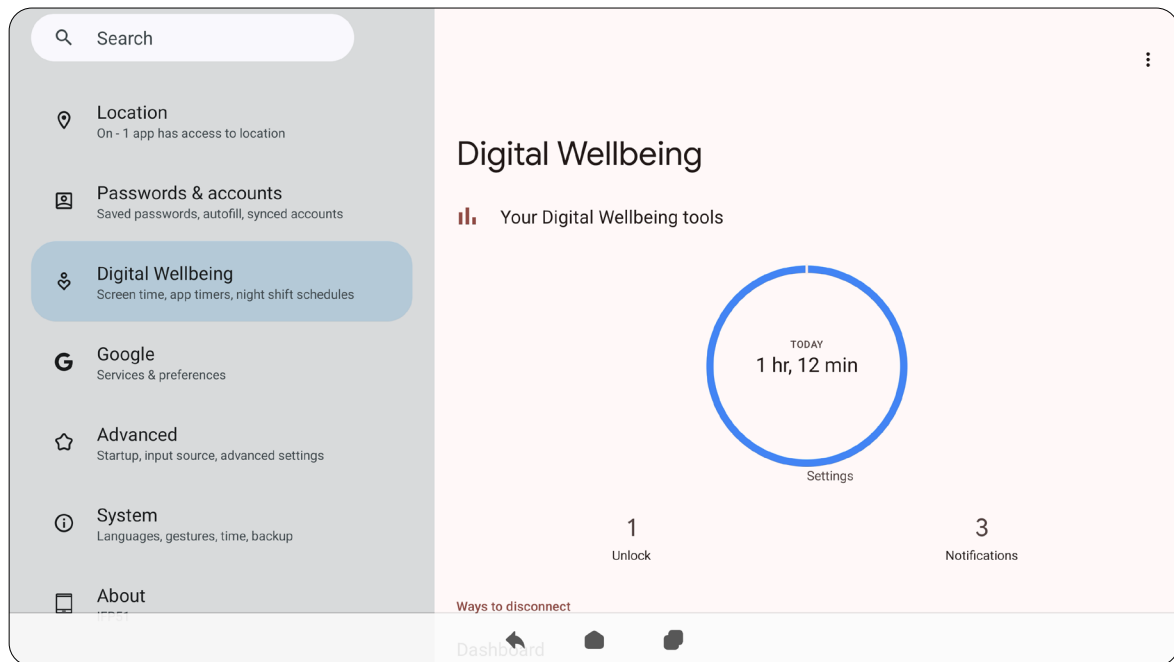 Search
Location
On - 1 app has access to location
Passwords & accounts
Saved passwords, autofill, synced accounts
Digital Wellbeing
Screen time, app timers, night shift schedules
Google
Services & preferences
Advanced
Startup, input source, advanced settings
System
Languages, gestures, time, backup
About
Digital Wellbeing
Your Digital Wellbeing tools
TODAY
1 hr, 12 min
Settings
1
Unlock
3
Notifications
Ways to disconnect
Dashboard